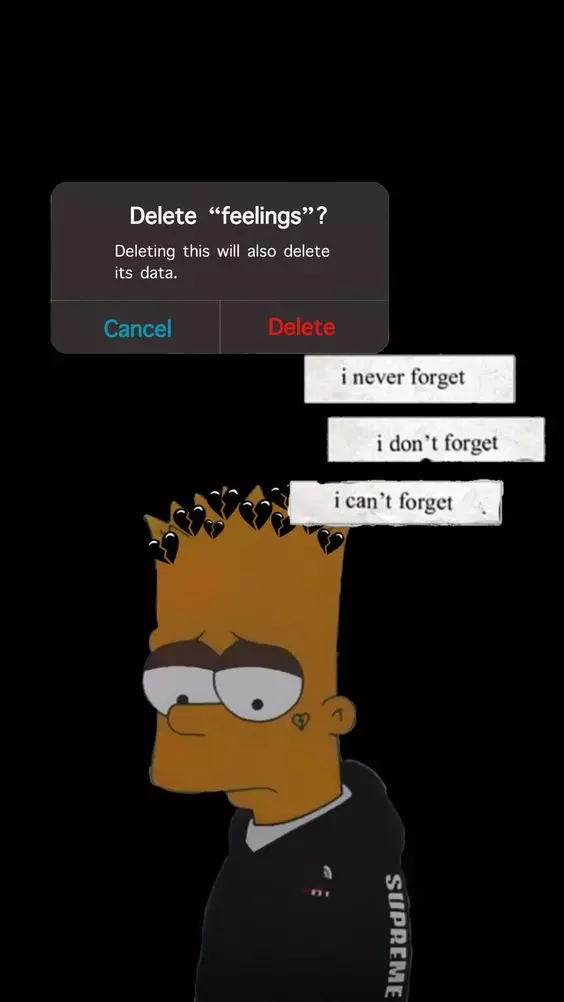 Delete “feelings”?
Deleting this will also delete
its data.
Cancel
Delete
i never forget
i don’t forget
i can’t forget
SUPREME